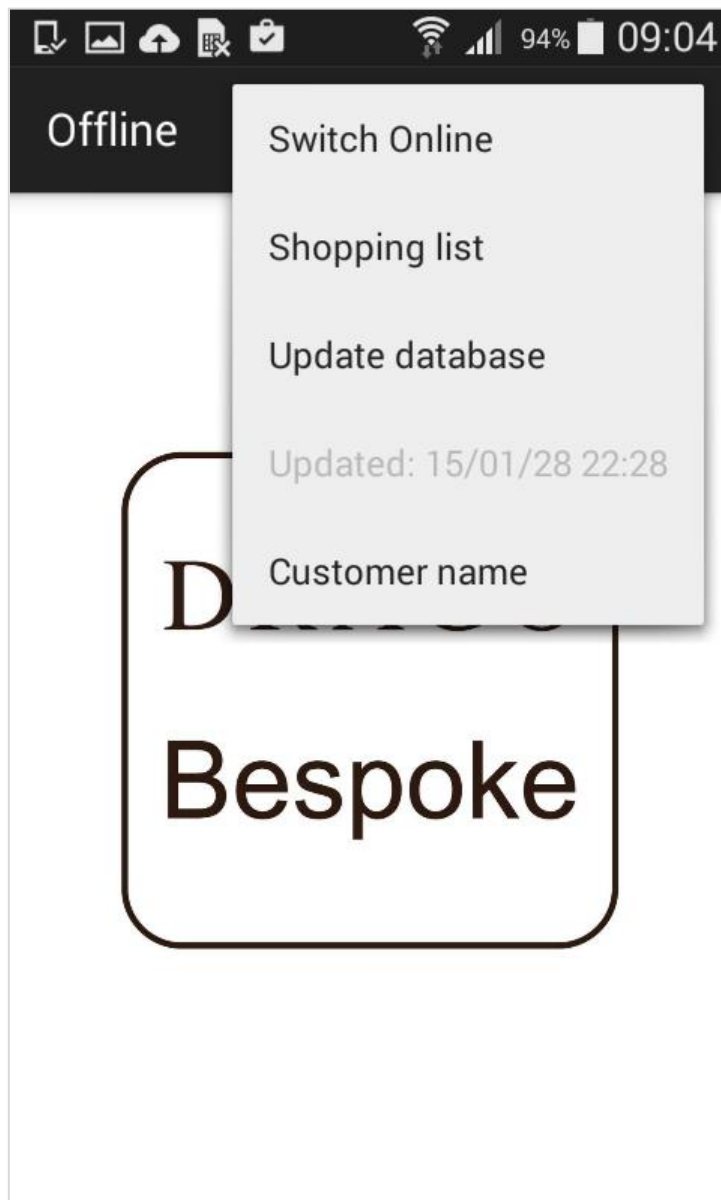 94% 09:04
Offline
Switch Online
Shopping list
Update database
Updated: 15/01/28 22:28
Customer name
Bespoke